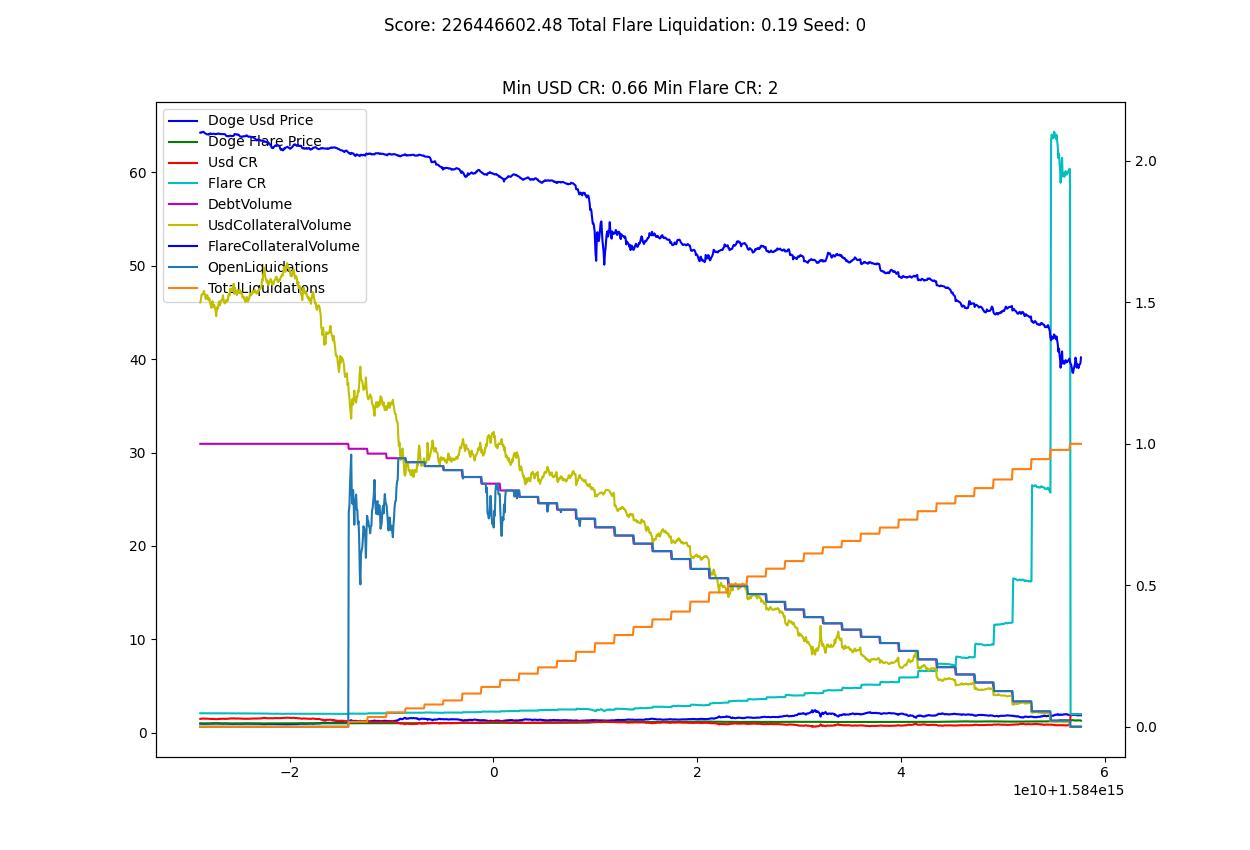 Score: 226446602.48 Total Flare Liquidation: 0.19 Seed: 0
Min USD CR: 0.66 Min Flare CR: 2
Doge Usd Price
Doge Flare Price
Usd CR
Flare CR
DebtVolume
UsdCollateralVolume
FlareCollateralVolume
OpenLiquidations
TotalLiquidations
60
50
40
30
20
10
0
2.0
1.5
1.0
0.5
0.0
−2
0
2
4
6
1e10+1.584e15